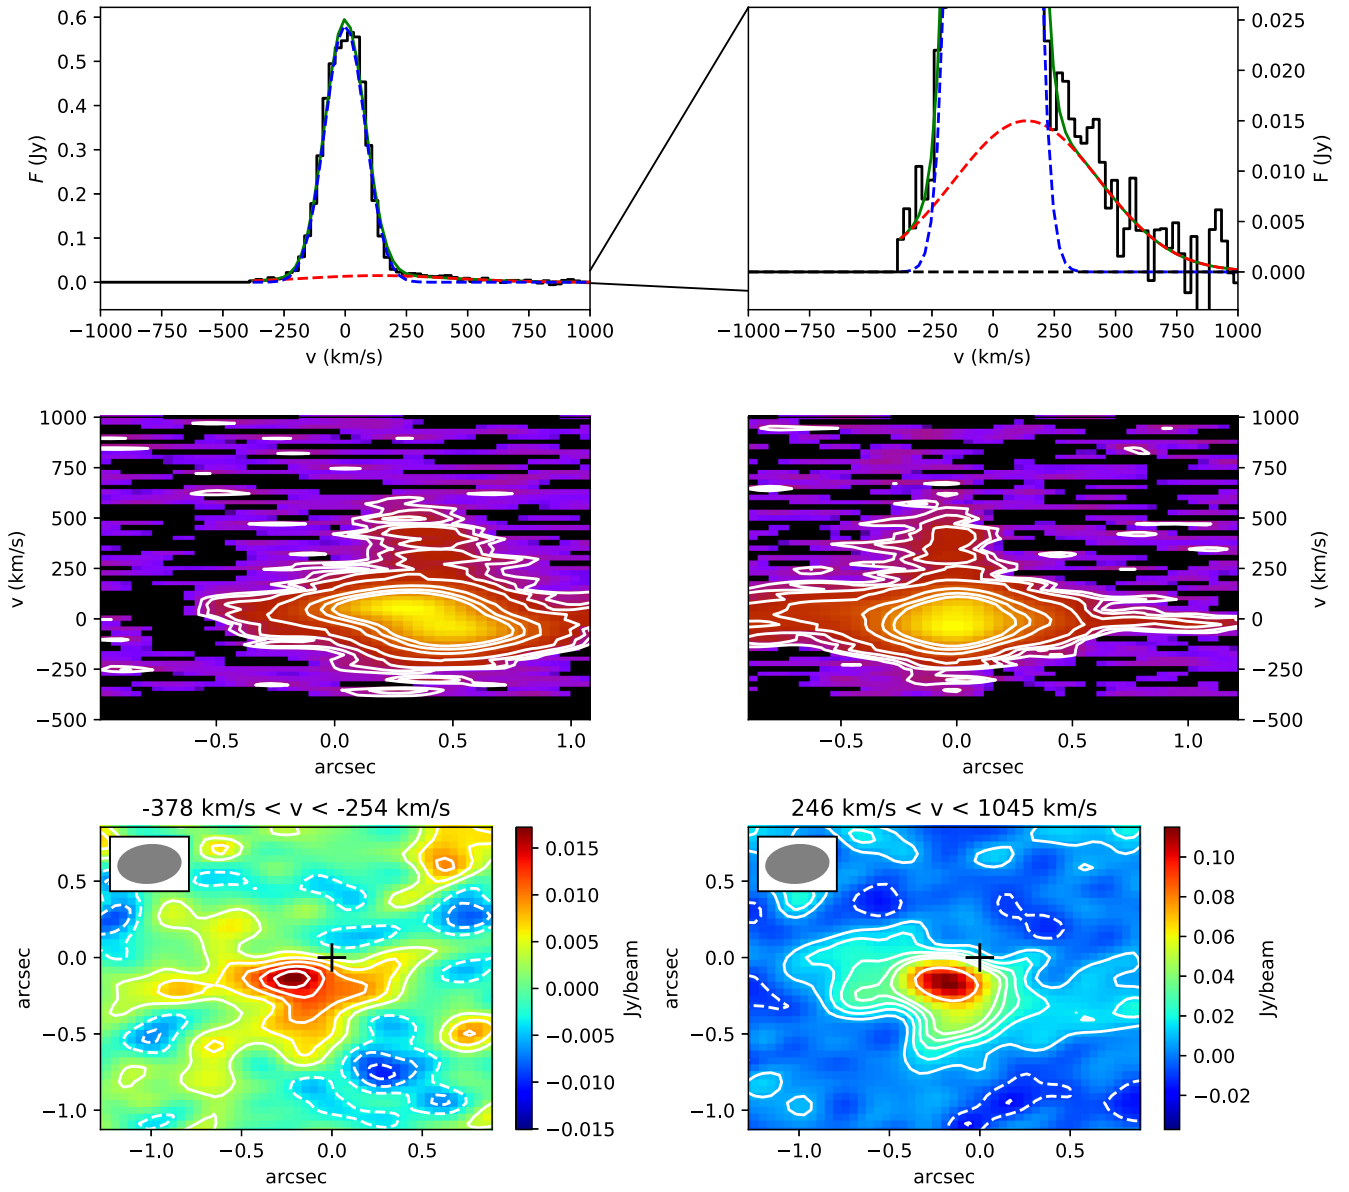 0.6
0.5
0.4
0.3
0.2
0.1
0.0
F (Jy)
−1000 −750 −500 −250 0 250 500 750 1000
v (km/s)
0.025
0.020
0.015
0.010
0.005
0.000
F (Jy)
−1000 −750 −500 −250 0 250 500 750 1000
v (km/s)
1000
750
500
250
0
−250
−500
v (km/s)
−0.5 0.0 0.5 1.0
arcsec
1000
750
500
250
0
−250
−500
v (km/s)
−0.5 0.0 0.5 1.0
arcsec
-378 km/s < v < -254 km/s
0.5
0.0
−0.5
−1.0
arcsec
−1.0 −0.5 0.0 0.5
arcsec
0.015
0.010
0.005
0.000
−0.005
−0.010
−0.015
Jy/beam
246 km/s < v < 1045 km/s
0.5
0.0
−0.5
−1.0
arcsec
−1.0 −0.5 0.0 0.5
arcsec
0.10
0.08
0.06
0.04
0.02
0.00
−0.02
Jy/beam